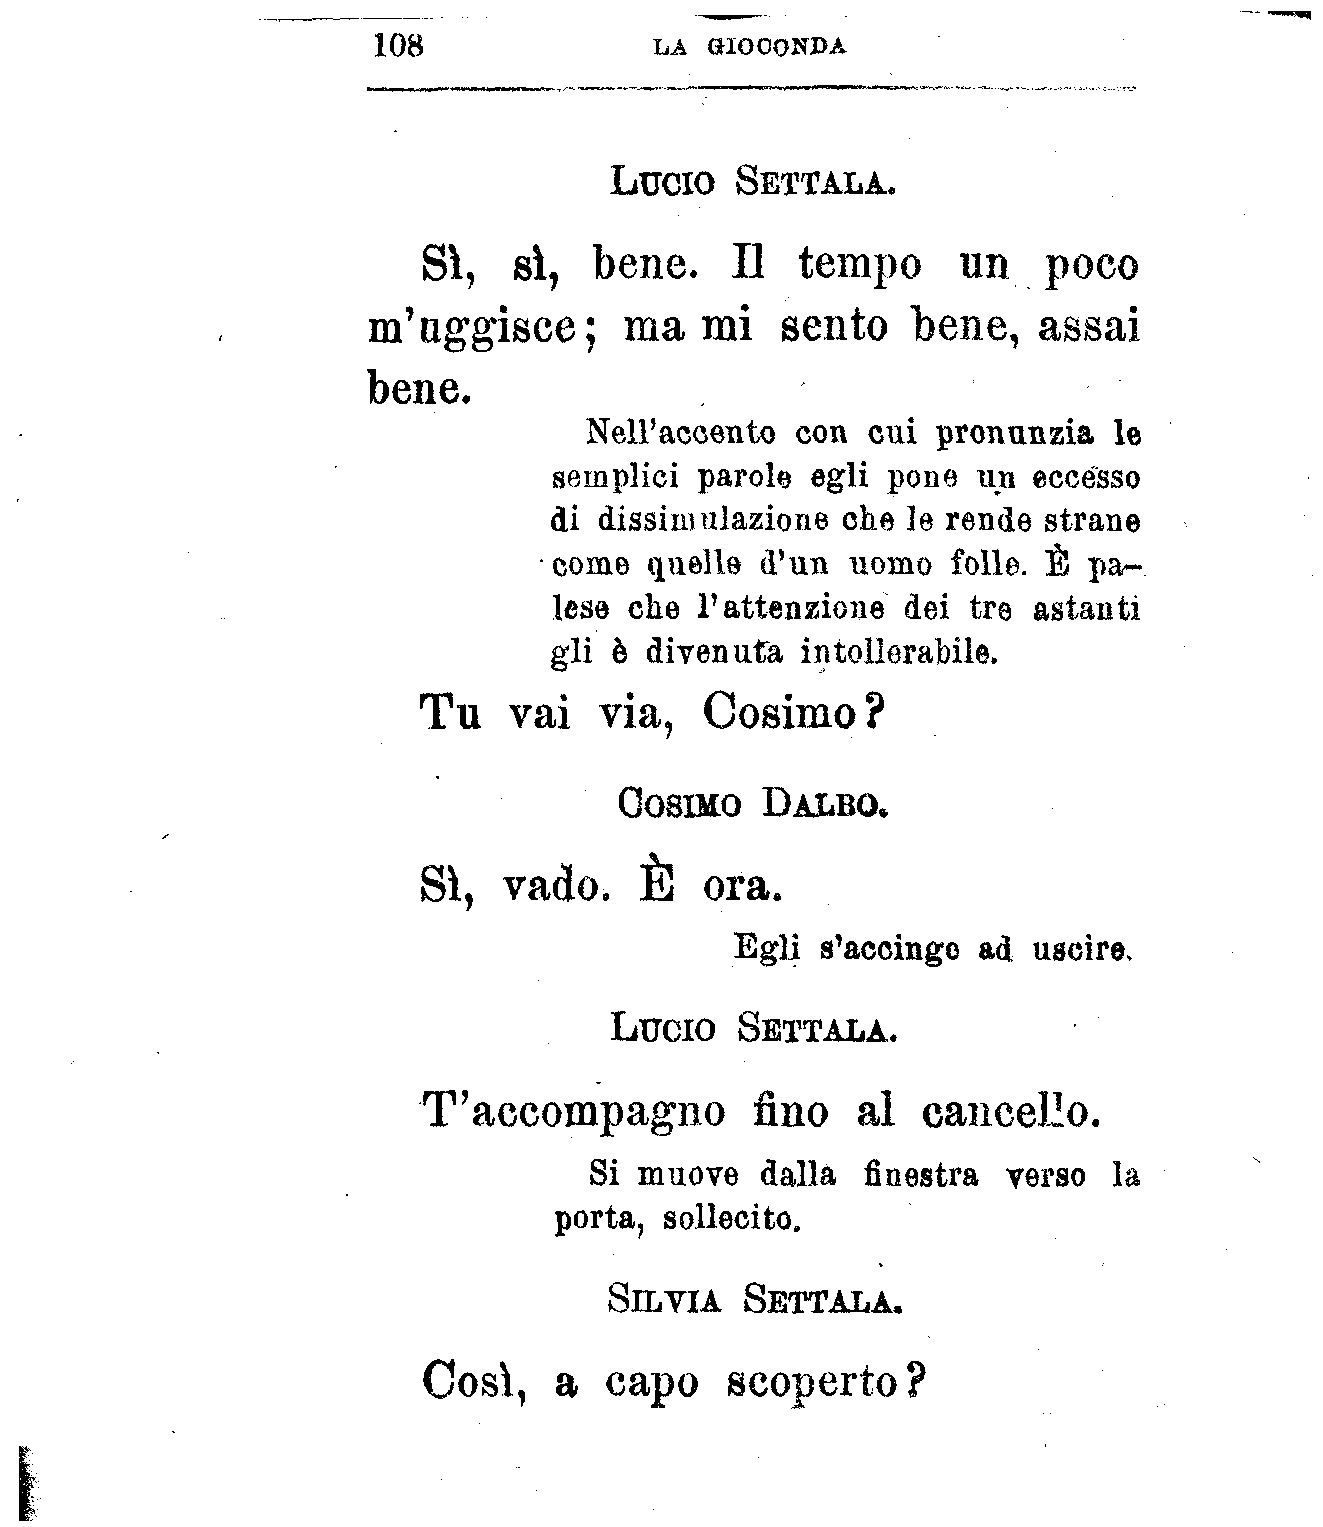 108 LA GIOCONDA
LUCIO SETTALA.
Sì, sì, bene. Il tempo un poco
m'uggisce; ma mi sento bene, assai
bene.
Nell'accento con cui pronunzia le
semplici parole egli pone un eccesso
di dissimulazione che le rende strane
come quelle d'un uomo folle. È pa-
lese che l'attenzione dei tre astanti
gli è divenuta intollerabile.
Tu vai via, Cosimo?
COSIMO DALBO.
Sì, vado. È ora.
Egli s'accinge ad uscire.
LUCIO SETTALA.
T'accompagno fino al cancello.
Si muove dalla finestra verso la
porta, sollecito.
SILVIA SETTALA.
Così, a capo scoperto?